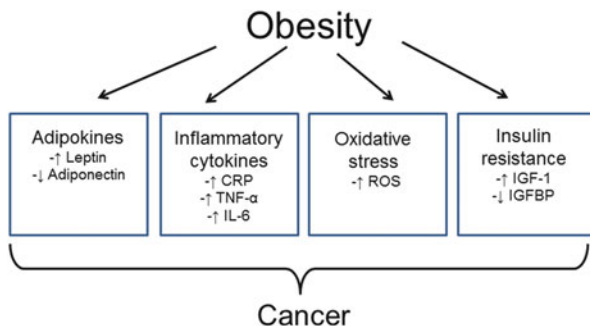 Obesity
Adipokines
-↑ Leptin
-↓ Adiponectin
Inflammatory
cytokines
-↑ CRP
-↑ TNF-α
-↑ IL-6
Oxidative
stress
-↑ ROS
Insulin
resistance
-↑ IGF-1
-↓ IGFBP
Cancer